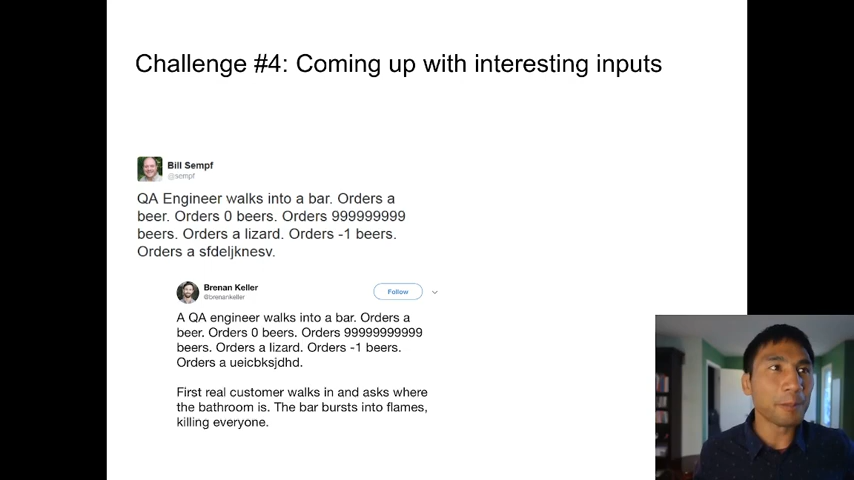 Challenge #4: Coming up with interesting inputs
Bill Sempf
@sempf
QA Engineer walks into a bar. Orders a
beer. Orders 0 beers. Orders 999999999
beers. Orders a lizard. Orders -1 beers.
Orders a sfdeljknesv.
Brenan Keller
@brenankeller
Follow
A QA engineer walks into a bar. Orders a
beer. Orders 0 beers. Orders 99999999999
beers. Orders a lizard. Orders -1 beers.
Orders a ueicbksjdhd.
First real customer walks in and asks where
the bathroom is. The bar bursts into flames,
killing everyone.